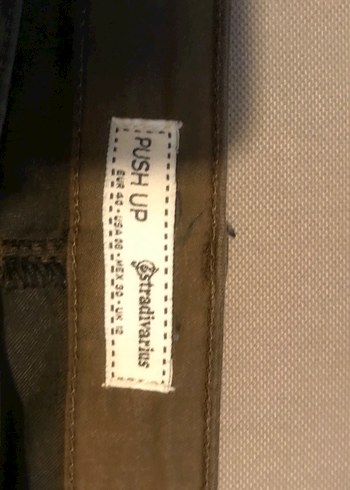 PUSH UP
Stradivarius
EUR 40 - USA 08 - MEX 30 - UK 12